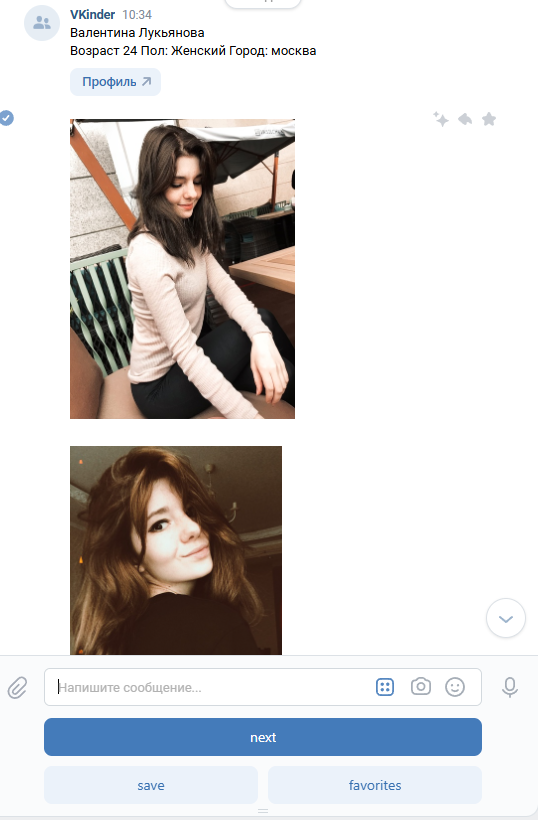 VKinder 10:34
Валентина Лукьянова
Возраст 24 Пол: Женский Город: москва
Профиль
Напишите сообщение...
next
save
favorites